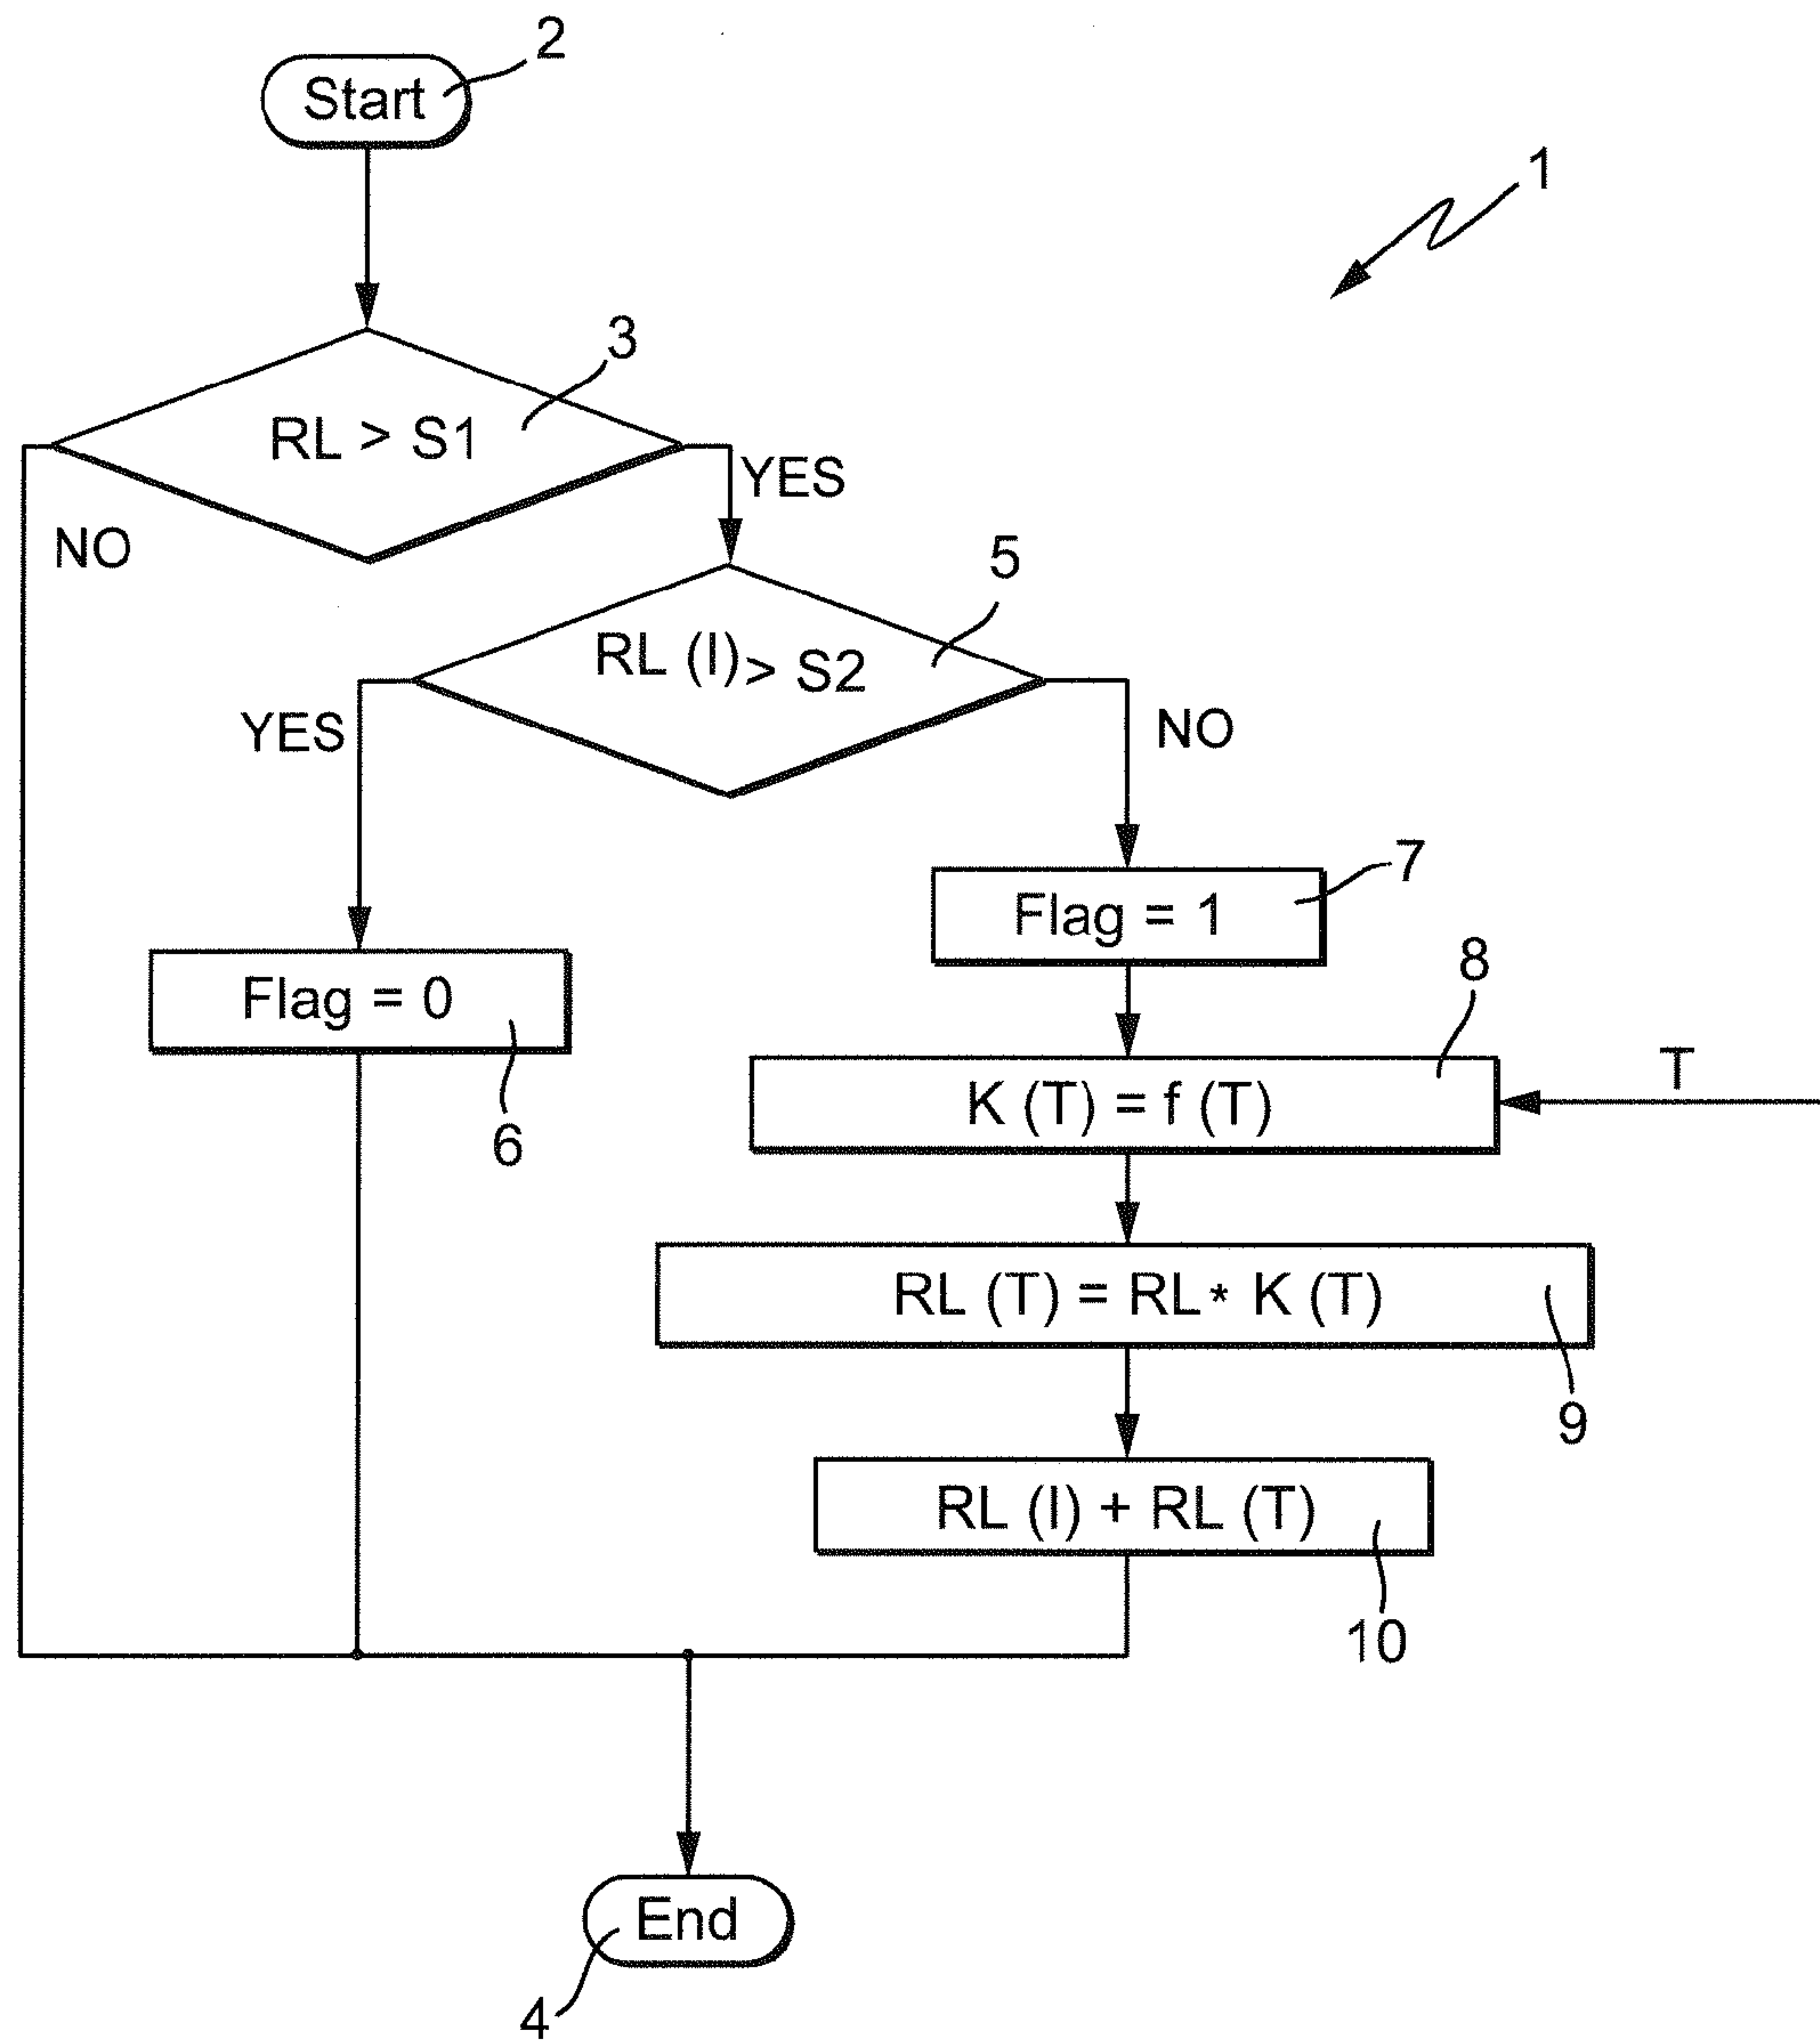 2
Start
1
3
RL > S1
YES
NO
5
RL (I) > S2
YES
NO
7
Flag = 1
8
Flag = 0
T
K (T) = f (T)
6
RL (T) = RL * K (T)
9
RL (I) + RL (T)
10
End
4